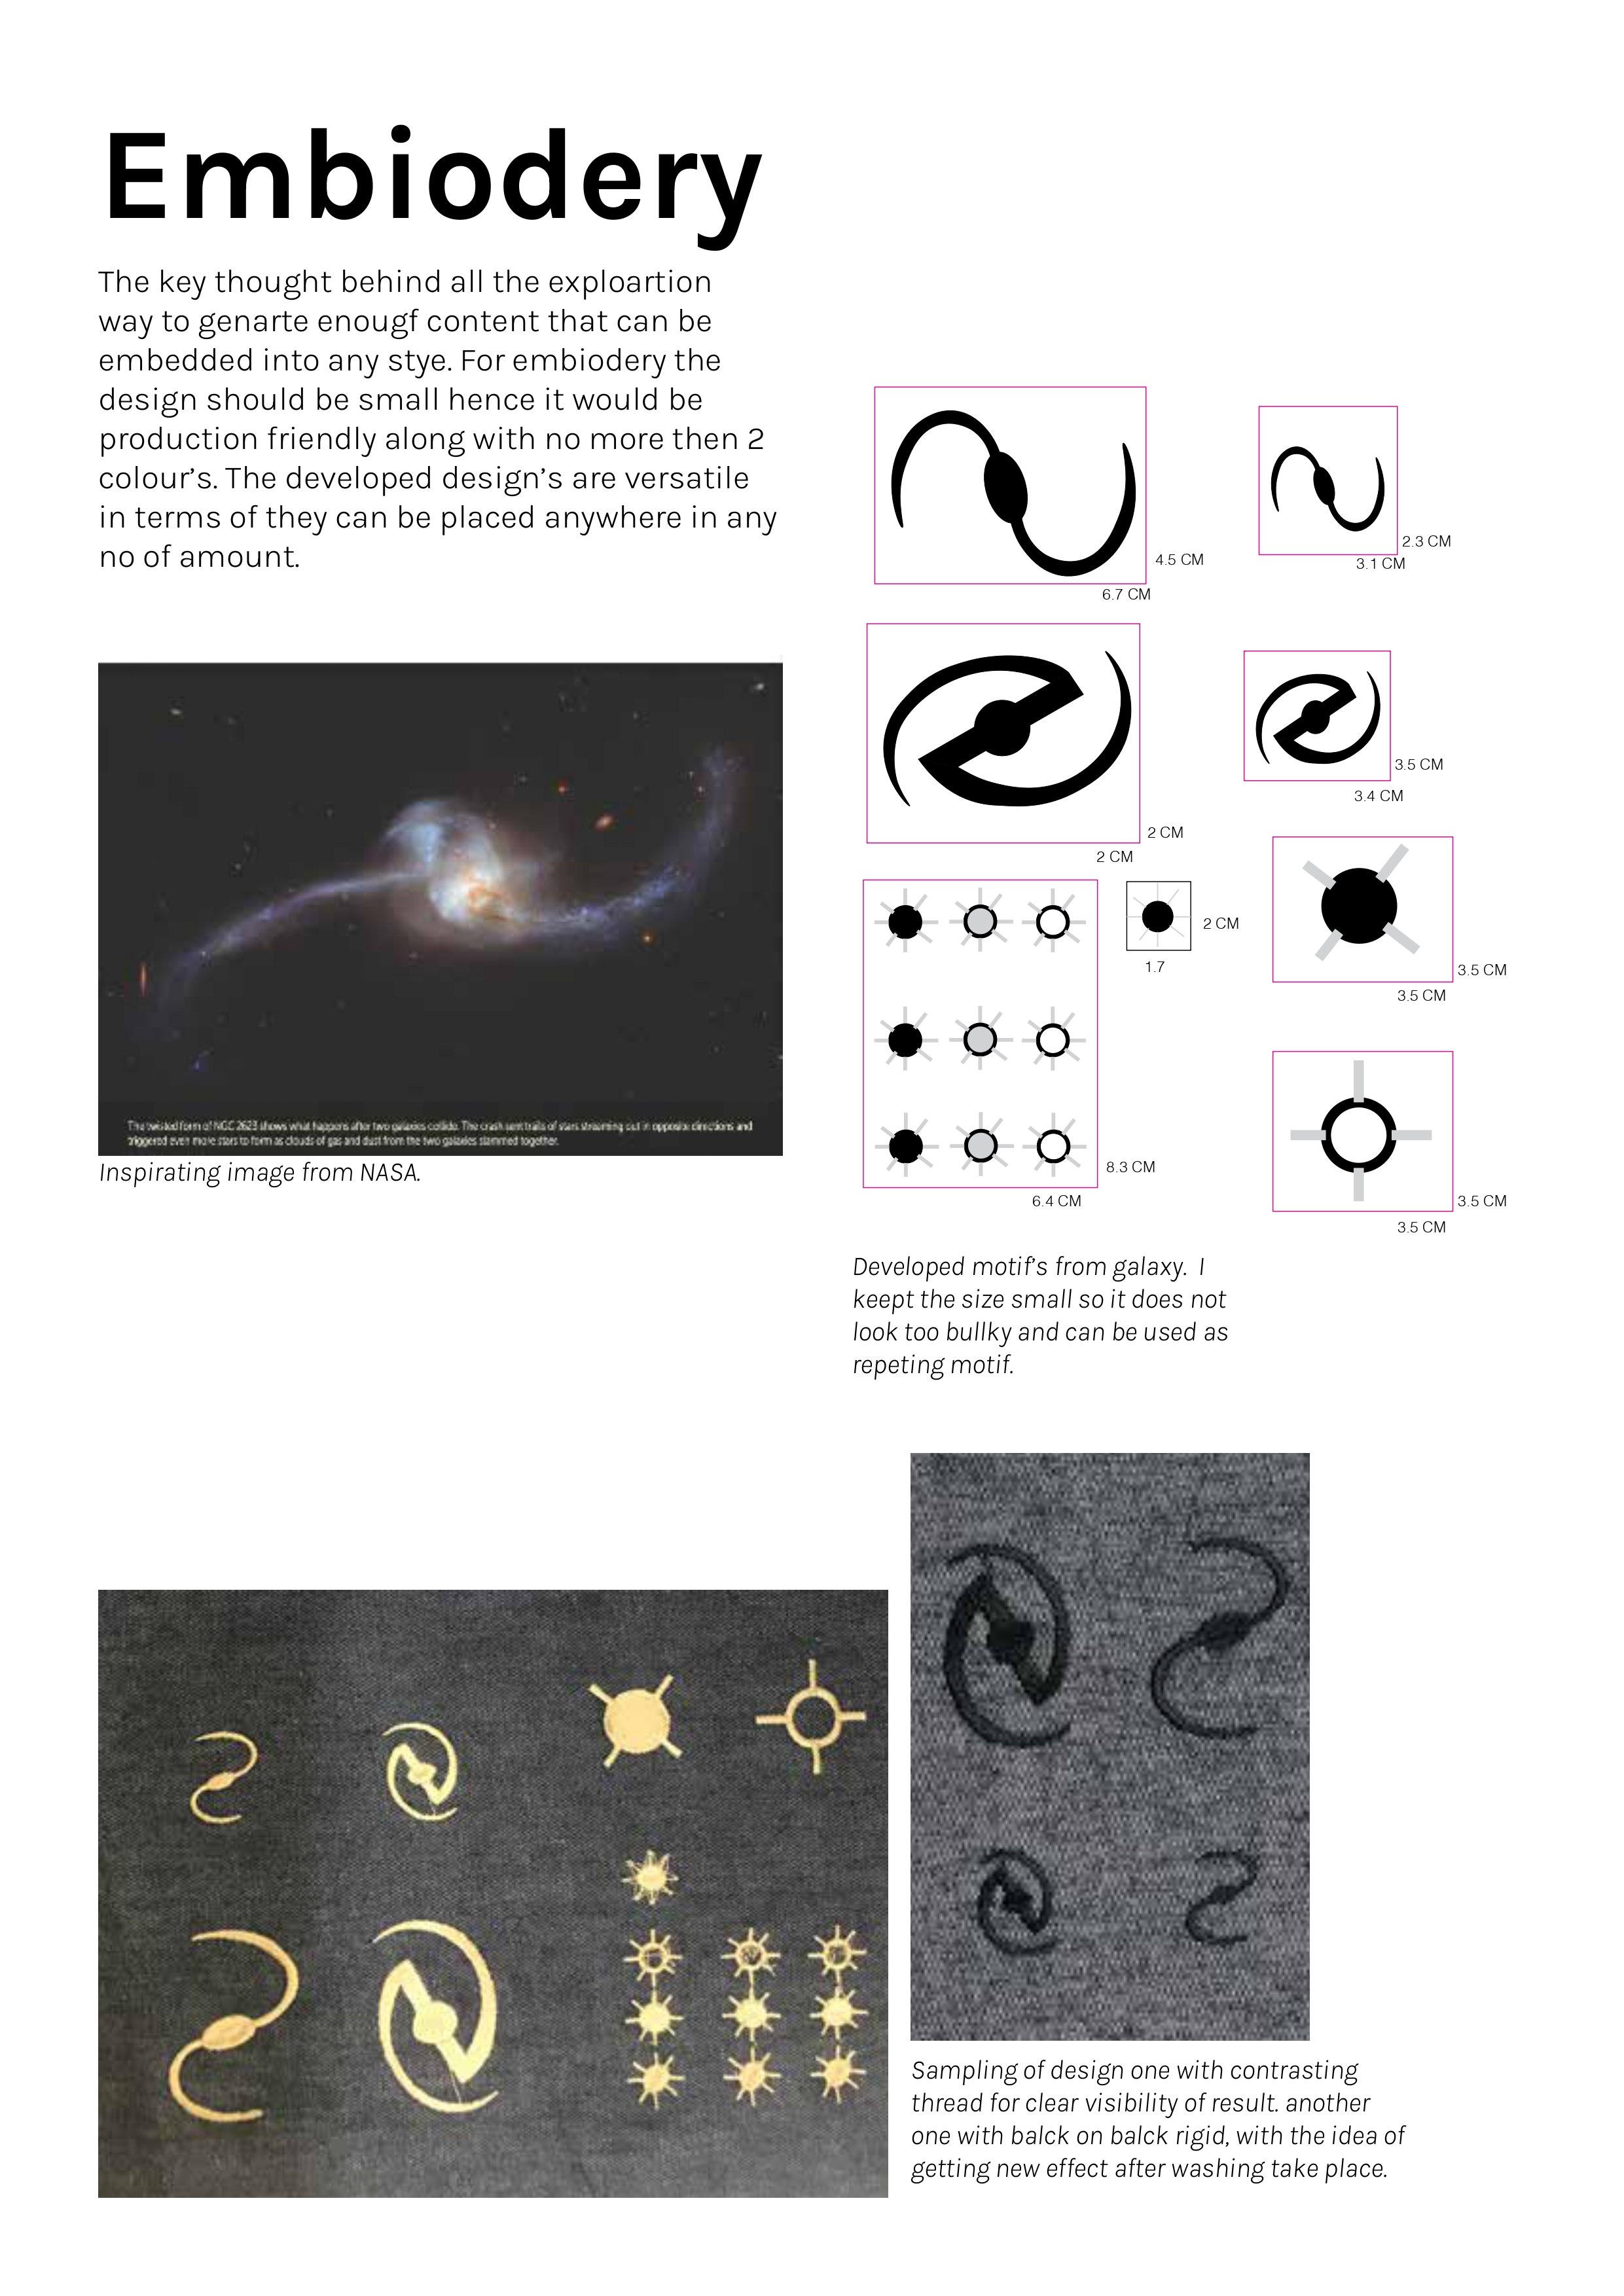 Embiodery
The key thought behind all the exploartion
way to genarte enougf content that can be
embedded into any stye. For embiodery the
design should be small hence it would be
production friendly along with no more then 2
colour’s. The developed design’s are versatile
in terms of they can be placed anywhere in any
no of amount.
The twisted form of NGC 2623 shows what happens after two galaxies collide. The crash sent trails of stars streaming out in opposite directions and
triggered even more stars to form as clouds of gas and dust from the two galaxies slammed together.
Inspirating image from NASA.
4.5 CM
6.7 CM
2.3 CM
3.1 CM
2 CM
2 CM
3.5 CM
3.4 CM
2 CM
1.7
3.5 CM
3.5 CM
8.3 CM
6.4 CM
3.5 CM
3.5 CM
Developed motif’s from galaxy. I
keept the size small so it does not
look too bullky and can be used as
repeting motif.
Sampling of design one with contrasting
thread for clear visibility of result. another
one with balck on balck rigid, with the idea of
getting new effect after washing take place.